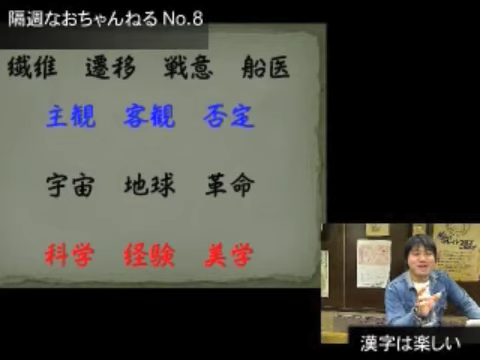 隔週なおちゃんねる No.8
繊維 遷移 戦意 船医
主観 客観 否定
宇宙 地球 革命
科学 経験 美学
漢字は楽しい